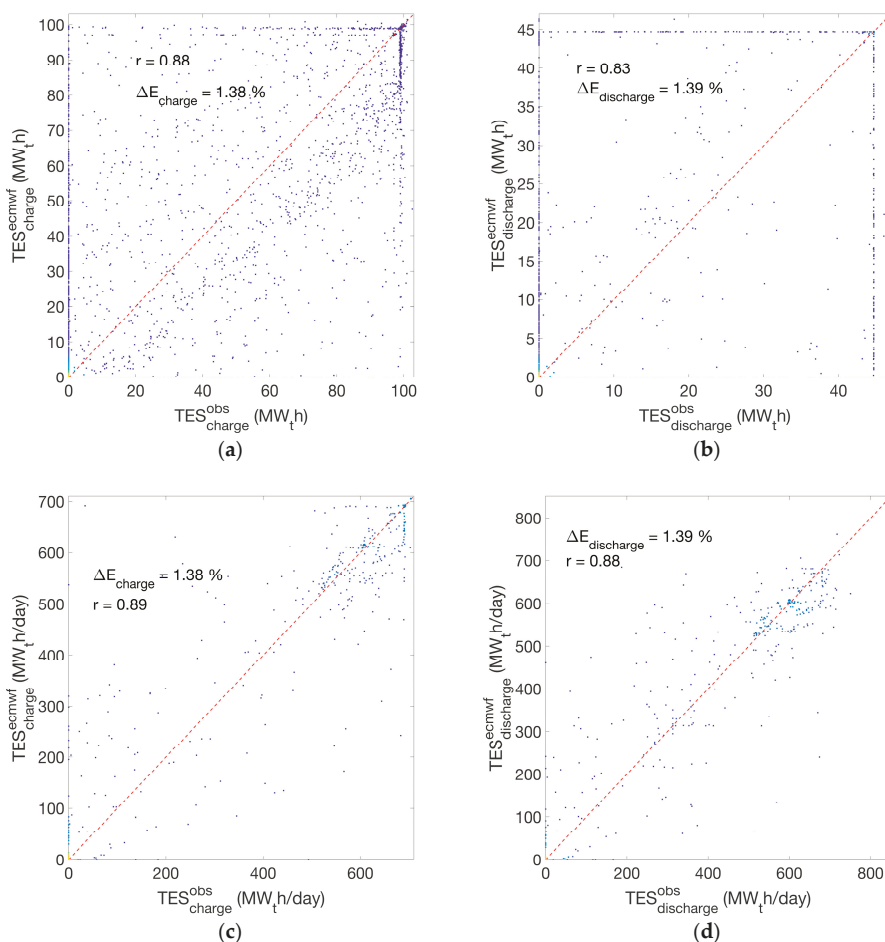 r = 0.88
ΔE_charge = 1.38 %
TES^ecmwf_charge (MW_t h)
100
90
80
70
60
50
40
30
20
10
0
0 20 40 60 80 100
TES^obs_charge (MW_t h)
(a)
r = 0.83
ΔE_discharge = 1.39 %
TES^ecmwf_discharge (MW_t h)
45
40
35
30
25
20
15
10
5
0
0 10 20 30 40
TES^obs_discharge (MW_t h)
(b)
ΔE_charge = 1.38 %
r = 0.89
TES^ecmwf_charge (MW_t h/day)
700
600
500
400
300
200
100
0
0 200 400 600
TES^obs_charge (MW_t h/day)
(c)
ΔE_discharge = 1.39 %
r = 0.88
TES^ecmwf_discharge (MW_t h/day)
800
700
600
500
400
300
200
100
0
0 200 400 600 800
TES^obs_discharge (MW_t h/day)
(d)